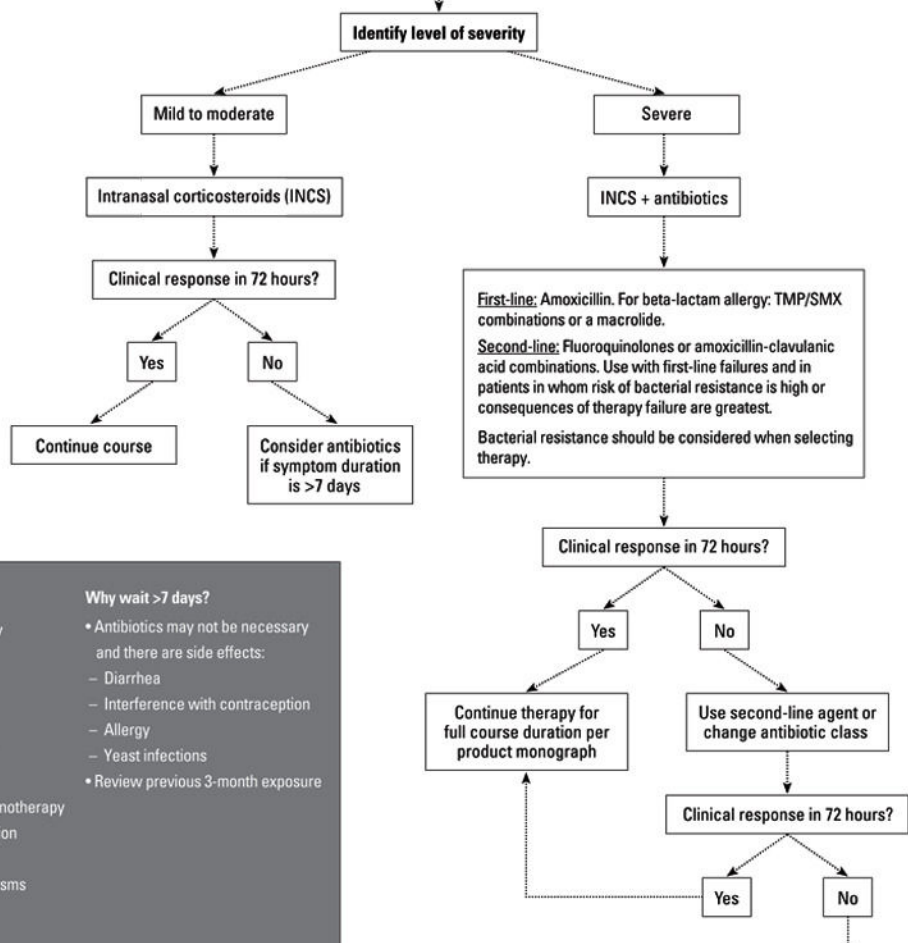 Identify level of severity
Mild to moderate
Severe
Intranasal corticosteroids (INCS)
INCS + antibiotics
Clinical response in 72 hours?
Yes
No
Continue course
Consider antibiotics
if symptom duration
is >7 days
First-line: Amoxicillin. For beta-lactam allergy: TMP/SMX
combinations or a macrolide.
Second-line: Fluoroquinolones or amoxicillin-clavulanic
acid combinations. Use with first-line failures and in
patients in whom risk of bacterial resistance is high or
consequences of therapy failure are greatest.
Bacterial resistance should be considered when selecting
therapy.
Clinical response in 72 hours?
Yes
No
Continue therapy for
full course duration per
product monograph
Use second-line agent or
change antibiotic class
Clinical response in 72 hours?
Yes
No
Why wait >7 days?
• Antibiotics may not be necessary
and there are side effects:
– Diarrhea
– Interference with contraception
– Allergy
– Yeast infections
• Review previous 3-month exposure